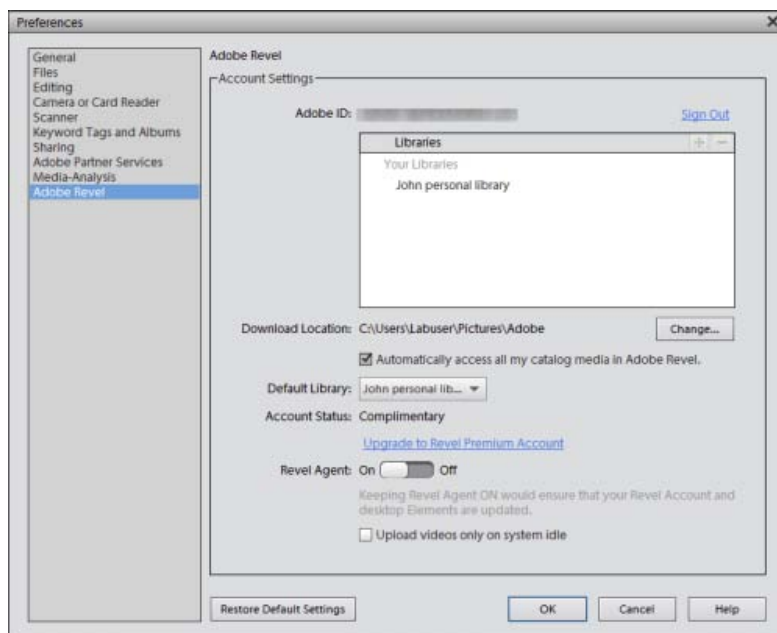 Preferences
General
Files
Editing
Camera or Card Reader
Scanner
Keyword Tags and Albums
Sharing
Adobe Partner Services
Media-Analysis
Adobe Revel
Adobe Revel
Account Settings
Adobe ID:
Sign Out
Libraries
Your Libraries
John personal library
Download Location: C:\Users\Labuser\Pictures\Adobe Change...
Automatically access all my catalog media in Adobe Revel.
Default Library: John personal lib...
Account Status: Complimentary
Upgrade to Revel Premium Account
Revel Agent: On Off
Keeping Revel Agent ON would ensure that your Revel Account and
desktop Elements are updated.
Upload videos only on system idle
Restore Default Settings OK Cancel Help